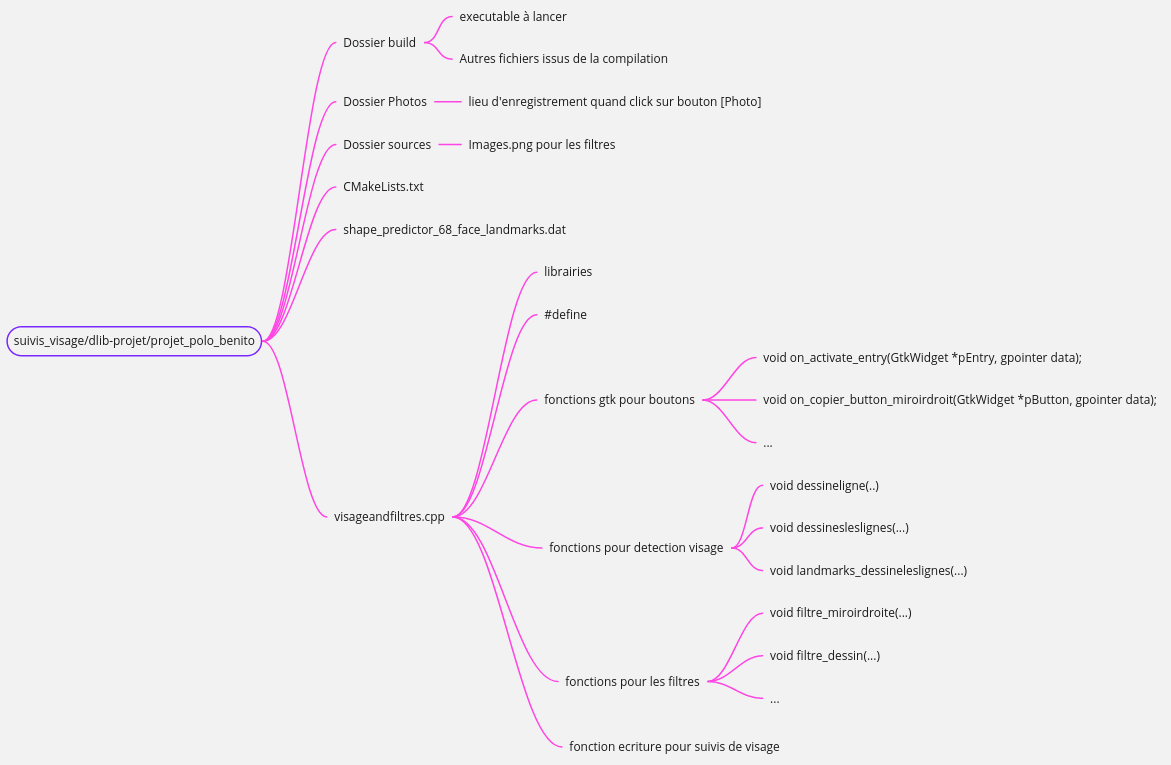 executable à lancer
Dossier build
Autres fichiers issus de la compilation
Dossier Photos
lieu d'enregistrement quand click sur bouton [Photo]
Dossier sources
Images.png pour les filtres
CMakeLists.txt
shape_predictor_68_face_landmarks.dat
librairies
#define
suivis_visage/dlib-projet/projet_polo_benito
void on_activate_entry(GtkWidget *pEntry, gpointer data);
fonctions gtk pour boutons
void on_copier_button_miroirdroit(GtkWidget *pButton, gpointer data);
...
void dessineligne(..)
visageandfiltres.cpp
void dessinesleslignes(...)
fonctions pour detection visage
void landmarks_dessineleslignes(...)
void filtre_miroirdroite(...)
void filtre_dessin(...)
fonctions pour les filtres
...
fonction ecriture pour suivis de visage